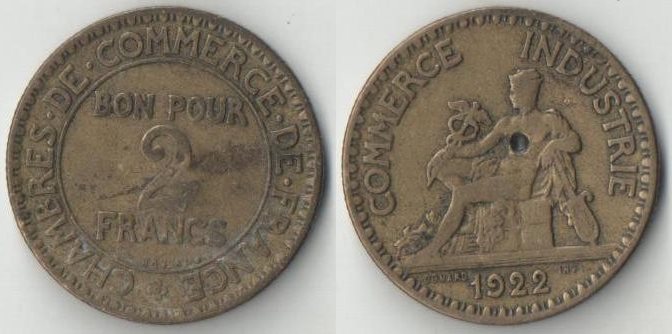 CHAMBRES·DE·COMMERCE·DE·FRANCE
BON POUR
2
FRANCS
COMMERCE INDUSTRIE
1922